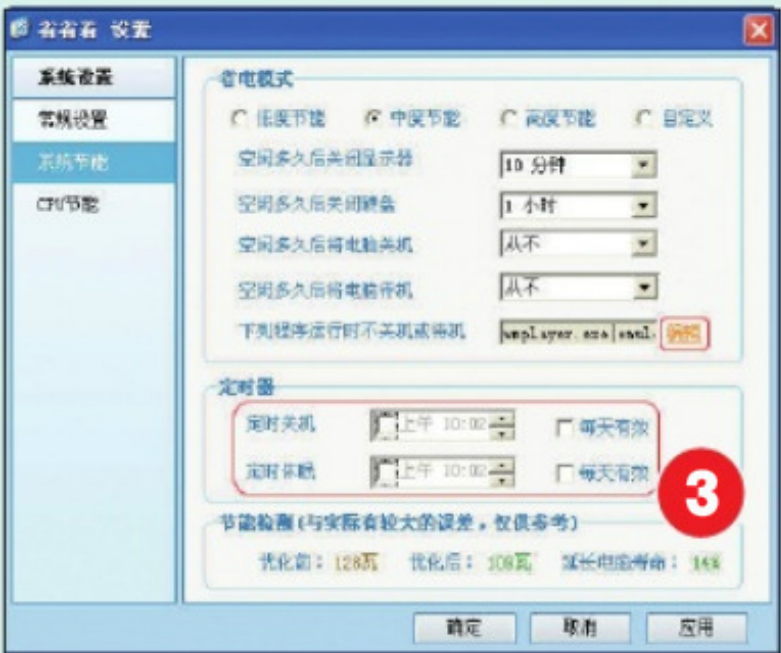 省省看 设置
系统设置
常规设置
系统节能
CPU节能
省电模式
低度节能 中度节能 高度节能 自定义
空闲多久后关闭显示器 10 分钟
空闲多久后关闭硬盘 1 小时
空闲多久后将电脑关机 从不
空闲多久后将电脑待机 从不
下列程序运行时不关机或待机 wmplayer.exe|emul. 编辑
定时器
定时关机 上午 10:02 每天有效
定时休眠 上午 10:02 每天有效
3
节能检测(与实际有较大的误差，仅供参考)
优化前：128瓦 优化后：108瓦 延长电脑寿命：14%
确定 取消 应用